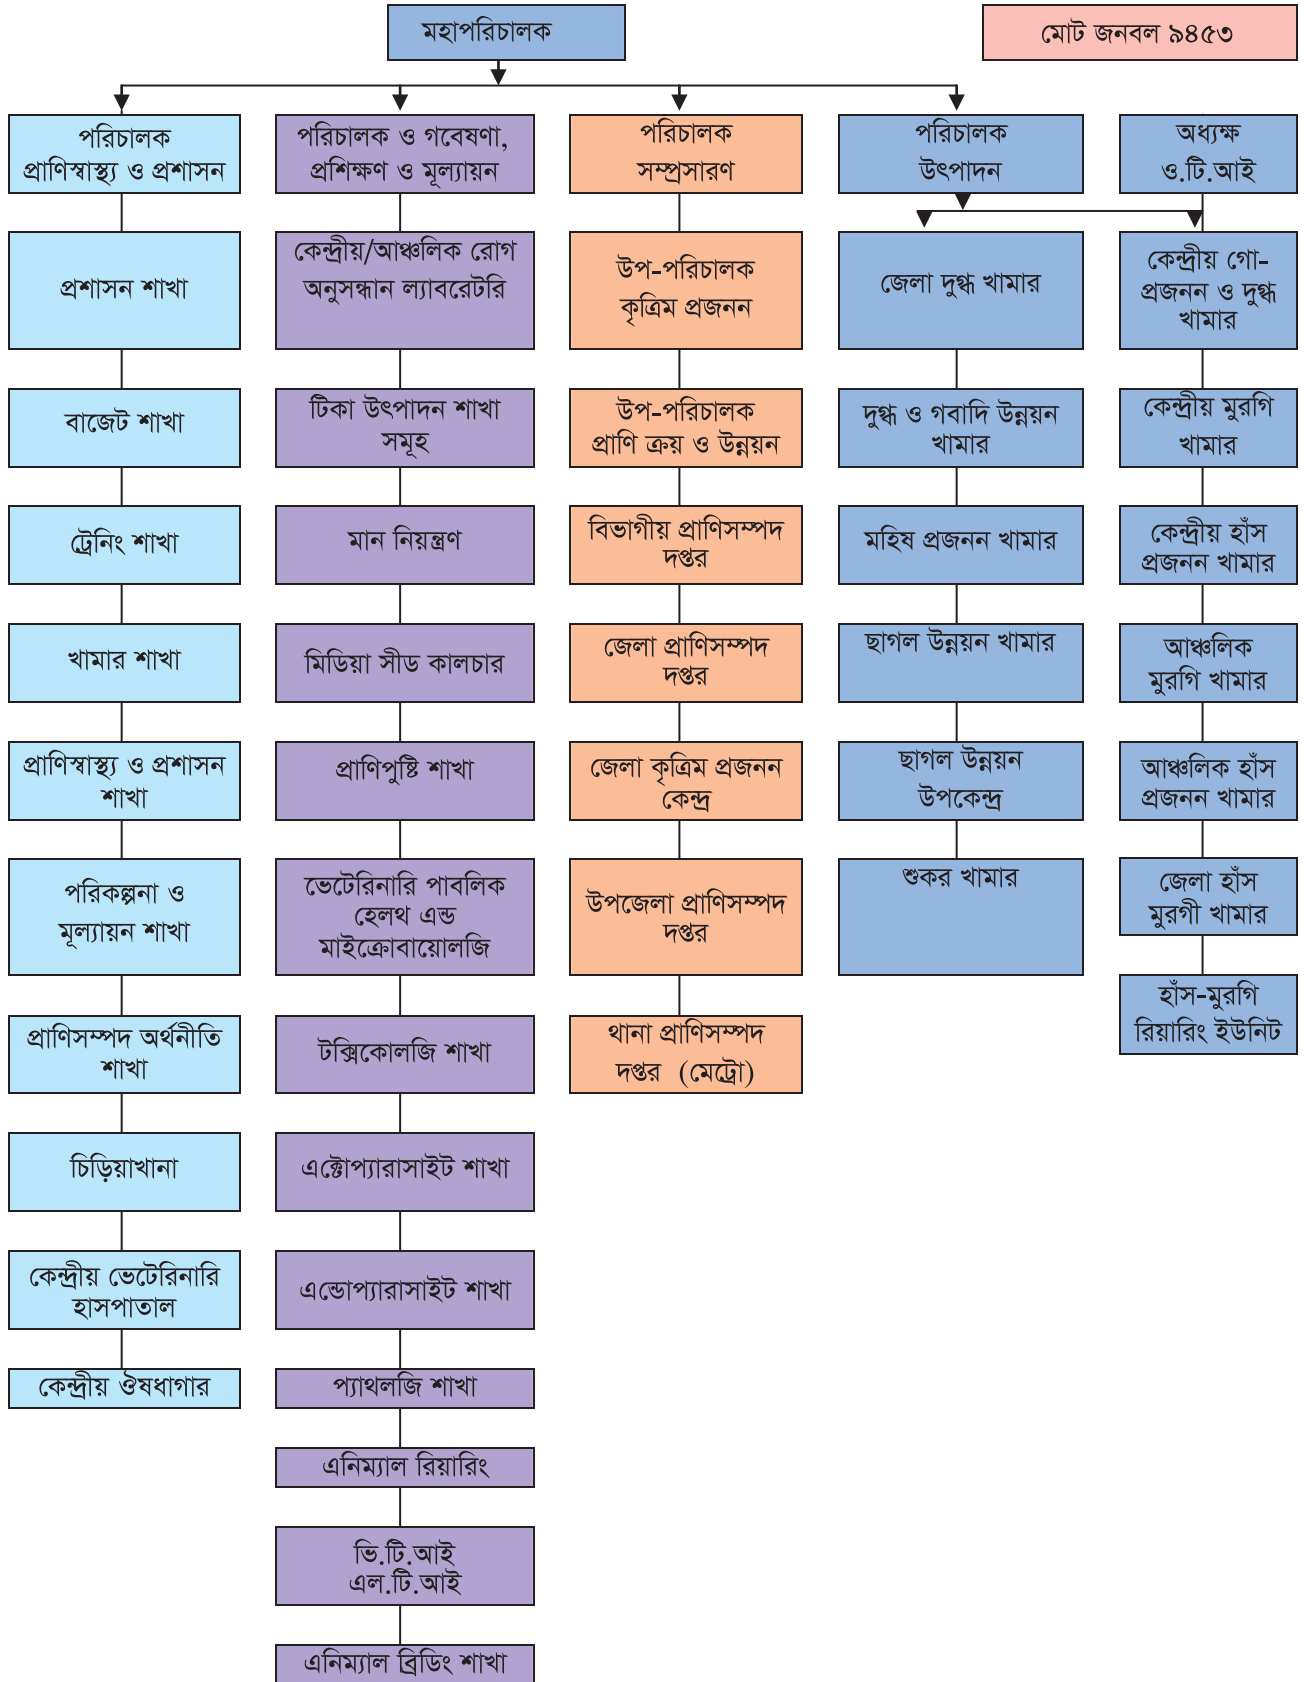 মহাপরিচালক
মোট জনবল ৯৪৫৩
পরিচালক
প্রাণিস্বাস্থ্য ও প্রশাসন
প্রশাসন শাখা
বাজেট শাখা
ট্রেনিং শাখা
খামার শাখা
প্রাণিস্বাস্থ্য ও প্রশাসন
শাখা
পরিকল্পনা ও
মূল্যায়ন শাখা
প্রাণিসম্পদ অর্থনীতি
শাখা
চিড়িয়াখানা
কেন্দ্রীয় ভেটেরিনারি
হাসপাতাল
কেন্দ্রীয় ঔষধাগার
পরিচালক ও গবেষণা,
প্রশিক্ষণ ও মূল্যায়ন
কেন্দ্রীয়/আঞ্চলিক রোগ
অনুসন্ধান ল্যাবরেটরি
টিকা উৎপাদন শাখা
সমূহ
মান নিয়ন্ত্রণ
মিডিয়া সীড কালচার
প্রাণিপুষ্টি শাখা
ভেটেরিনারি পাবলিক
হেলথ এন্ড
মাইক্রোবায়োলজি
টক্সিকোলজি শাখা
এক্টোপ্যারাসাইট শাখা
এন্ডোপ্যারাসাইট শাখা
প্যাথলজি শাখা
এনিম্যাল রিয়ারিং
ভি.টি.আই
এল.টি.আই
এনিম্যাল ব্রিডিং শাখা
পরিচালক
সম্প্রসারণ
উপ-পরিচালক
কৃত্রিম প্রজনন
উপ-পরিচালক
প্রাণি ক্রয় ও উন্নয়ন
বিভাগীয় প্রাণিসম্পদ
দপ্তর
জেলা প্রাণিসম্পদ
দপ্তর
জেলা কৃত্রিম প্রজনন
কেন্দ্র
উপজেলা প্রাণিসম্পদ
দপ্তর
থানা প্রাণিসম্পদ
দপ্তর (মেট্রো)
পরিচালক
উৎপাদন
জেলা দুগ্ধ খামার
দুগ্ধ ও গবাদি উন্নয়ন
খামার
মহিষ প্রজনন খামার
ছাগল উন্নয়ন খামার
ছাগল উন্নয়ন
উপকেন্দ্র
শুকর খামার
অধ্যক্ষ
ও.টি.আই
কেন্দ্রীয় গো-
প্রজনন ও দুগ্ধ
খামার
কেন্দ্রীয় মুরগি
খামার
কেন্দ্রীয় হাঁস
প্রজনন খামার
আঞ্চলিক
মুরগি খামার
আঞ্চলিক হাঁস
প্রজনন খামার
জেলা হাঁস
মুরগী খামার
হাঁস-মুরগি
রিয়ারিং ইউনিট